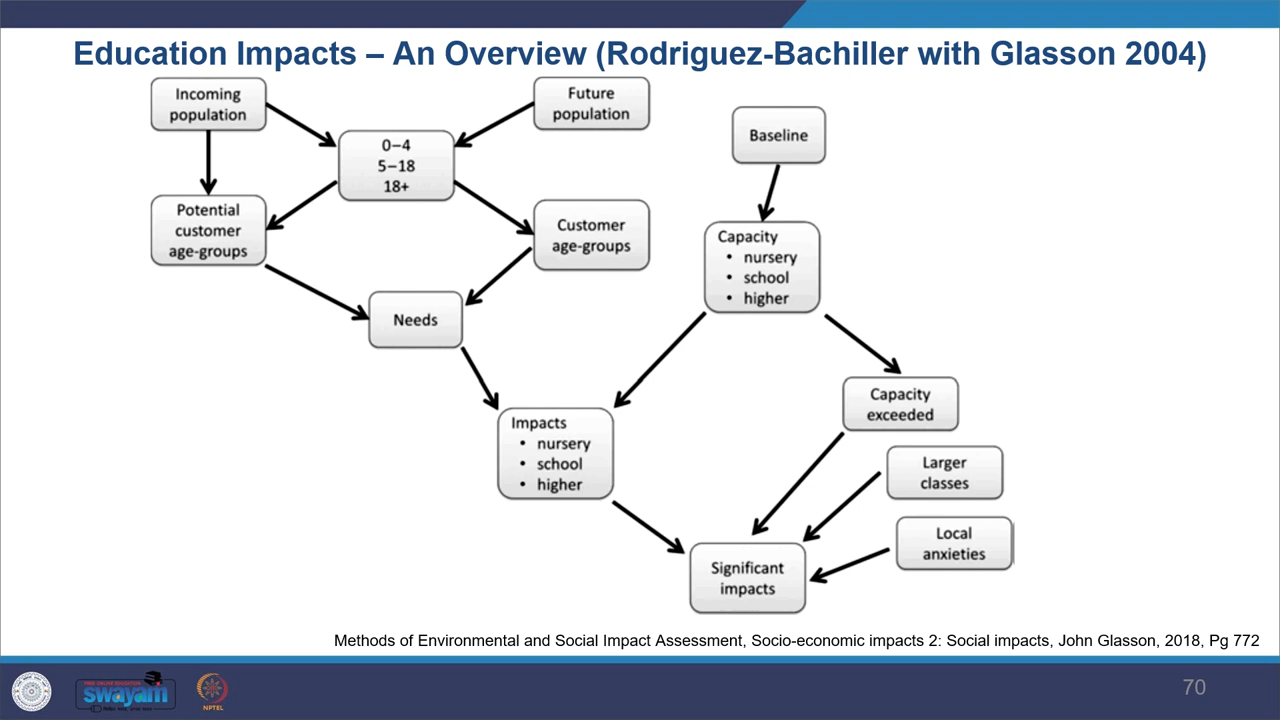 Education Impacts – An Overview (Rodriguez-Bachiller with Glasson 2004)
Incoming
population
Future
population
0–4
5–18
18+
Baseline
Potential
customer
age-groups
Customer
age-groups
Capacity
• nursery
• school
• higher
Needs
Capacity
exceeded
Impacts
• nursery
• school
• higher
Larger
classes
Local
anxieties
Significant
impacts
Methods of Environmental and Social Impact Assessment, Socio-economic impacts 2: Social impacts, John Glasson, 2018, Pg 772
swayam
NPTEL
70